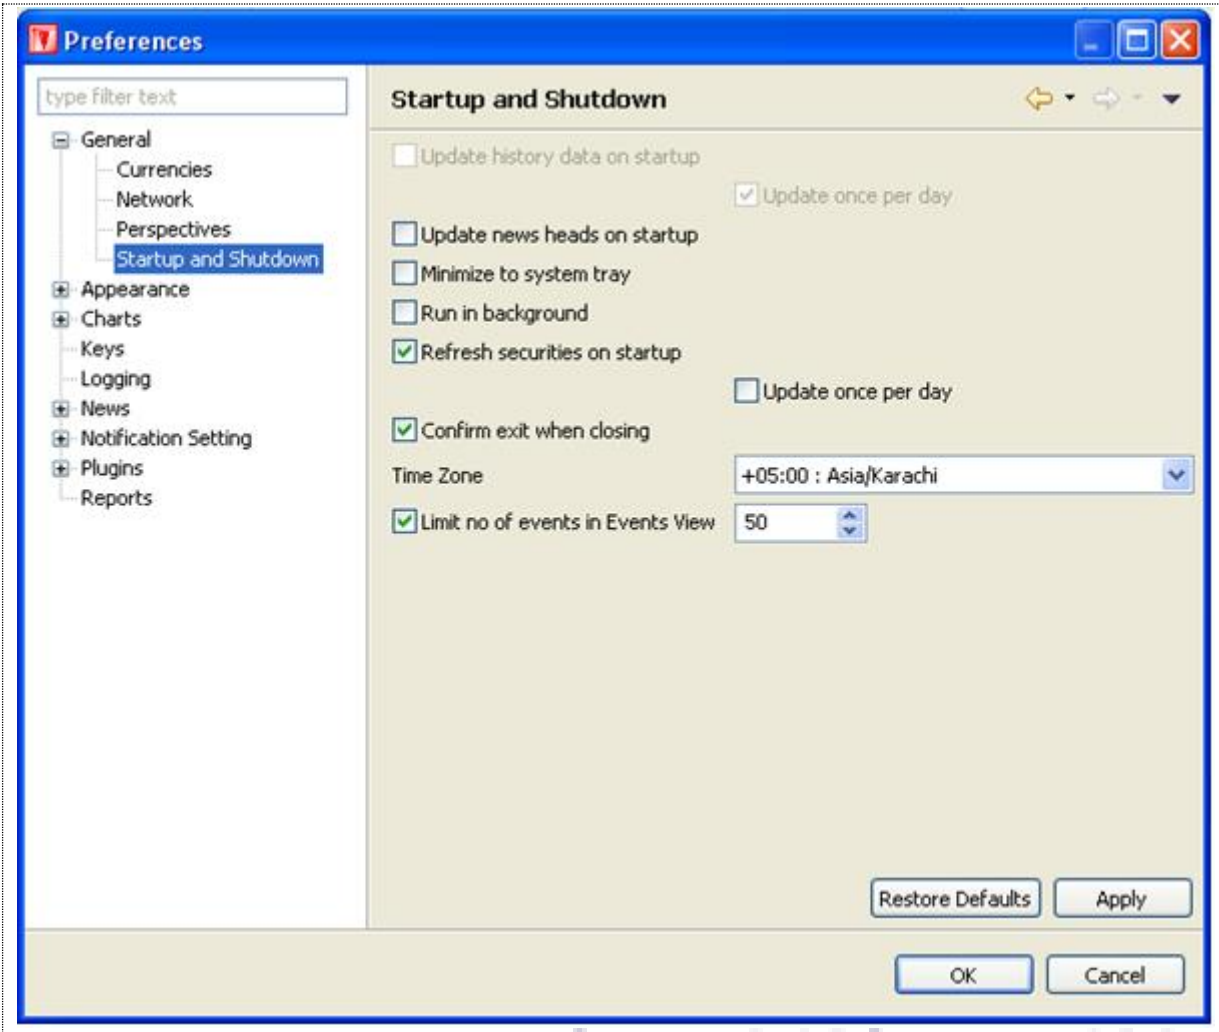 Preferences
type filter text
General
Currencies
Network
Perspectives
Startup and Shutdown
Appearance
Charts
Keys
Logging
News
Notification Setting
Plugins
Reports
Startup and Shutdown
Update history data on startup
Update once per day
Update news heads on startup
Minimize to system tray
Run in background
Refresh securities on startup
Update once per day
Confirm exit when closing
Time Zone +05:00 : Asia/Karachi
Limit no of events in Events View 50
Restore Defaults Apply
OK Cancel